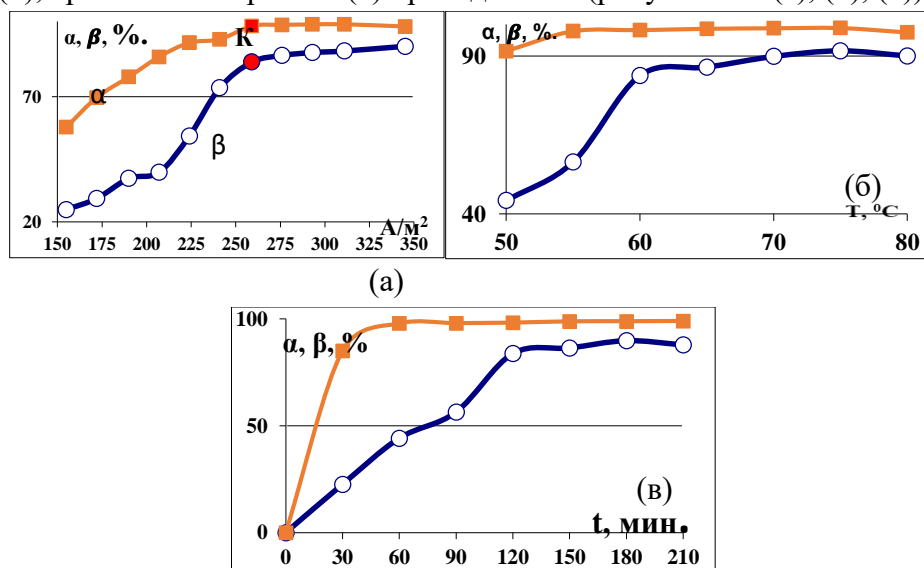 α, β, %.
К
70
α
β
20
А/м²
150 175 200 225 250 275 300 325 350
(а)
α, β, %.
90
(б)
Т, ºС
40
50 60 70 80
100
α, β, %
50
(в)
t, мин.
0
0 30 60 90 120 150 180 210